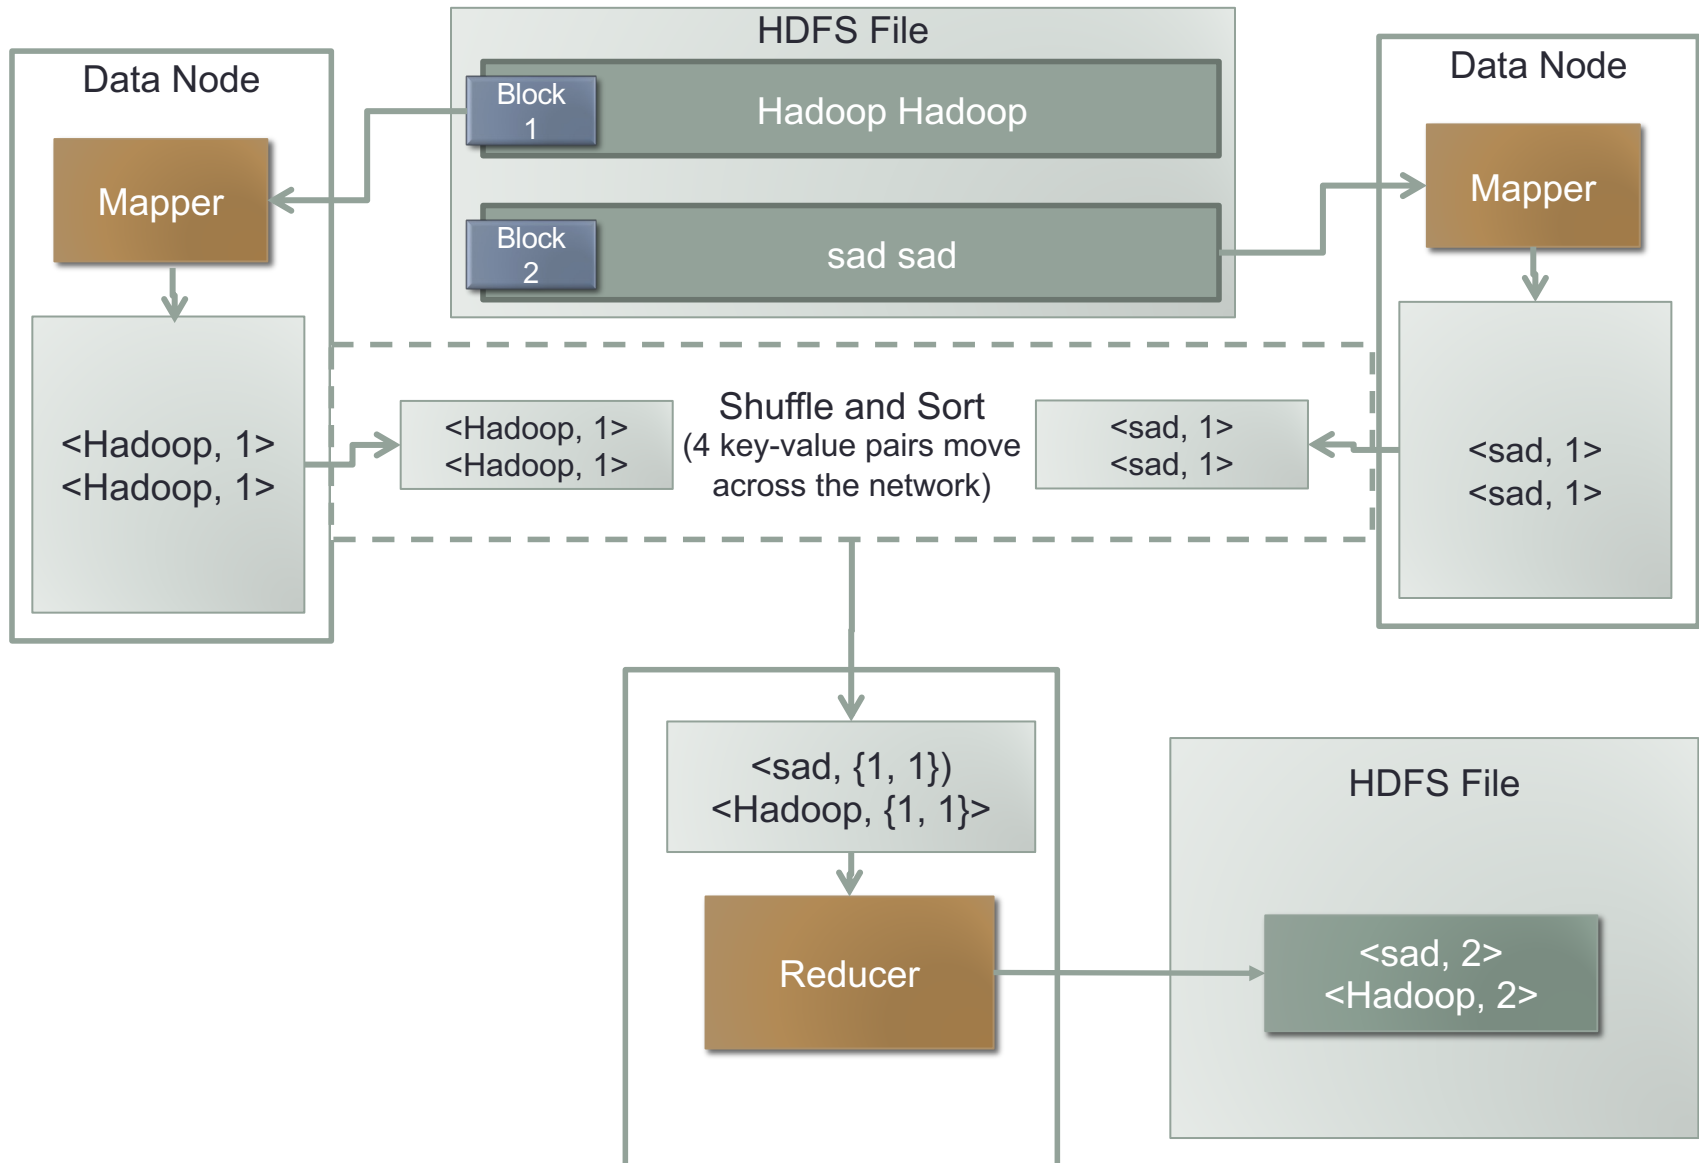 HDFS File
Data Node
Data Node
Block
1
Hadoop Hadoop
Mapper
Mapper
Block
2
sad sad
Shuffle and Sort
(4 key-value pairs move
across the network)
<Hadoop, 1>
<Hadoop, 1>
<Hadoop, 1>
<Hadoop, 1>
<sad, 1>
<sad, 1>
<sad, 1>
<sad, 1>
<sad, {1, 1})
<Hadoop, {1, 1}>
Reducer
HDFS File
<sad, 2>
<Hadoop, 2>